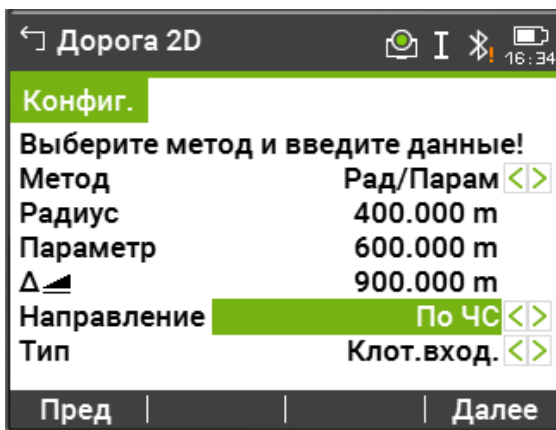 Дорога 2D
16:34
Конфиг.
Выберите метод и введите данные!
Метод Рад/Парам
Радиус 400.000 m
Параметр 600.000 m
Δ 900.000 m
Направление По ЧС
Тип Клот.вход.
Пред Далее